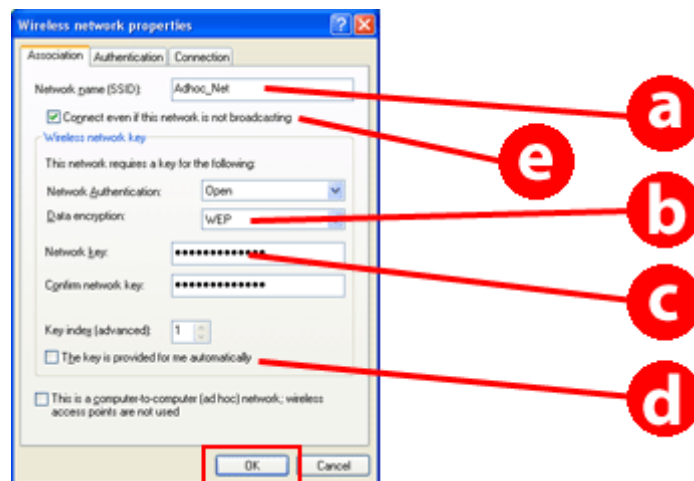 Wireless network properties
Association Authentication Connection
Network name (SSID): Adhoc_Net
a
Connect even if this network is not broadcasting
e
Wireless network key
This network requires a key for the following:
Network Authentication: Open
Data encryption: WEP
b
Network key: •••••••••••••
c
Confirm network key: •••••••••••••
Key index (advanced): 1
The key is provided for me automatically
d
This is a computer-to-computer (ad hoc) network; wireless
access points are not used
OK Cancel